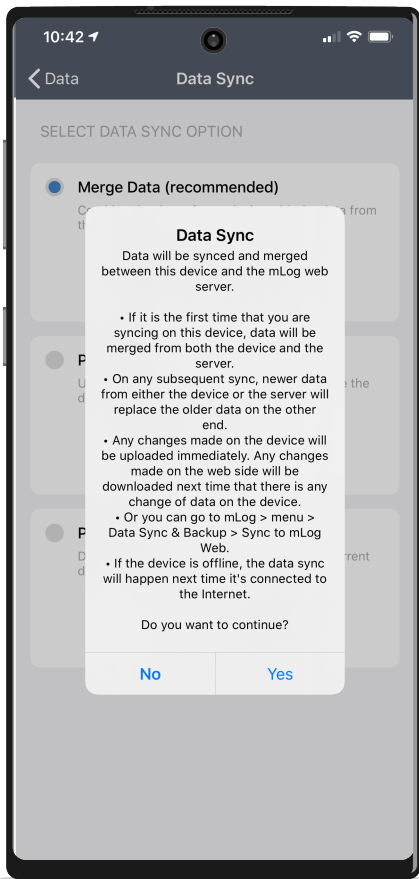 10:42
Data
Data Sync
SELECT DATA SYNC OPTION
Merge Data (recommended)
from
th
Data Sync
Data will be synced and merged
between this device and the mLog web
server.
• If it is the first time that you are
syncing on this device, data will be
merged from both the device and the
server.
• On any subsequent sync, newer data
from either the device or the server will
replace the older data on the other
end.
• Any changes made on the device will
be uploaded immediately. Any changes
made on the web side will be
downloaded next time that there is any
change of data on the device.
• Or you can go to mLog > menu >
Data Sync & Backup > Sync to mLog
Web.
• If the device is offline, the data sync
will happen next time it's connected to
the Internet.
Do you want to continue?
No
Yes
P
U
the
d
P
D
rrent
d